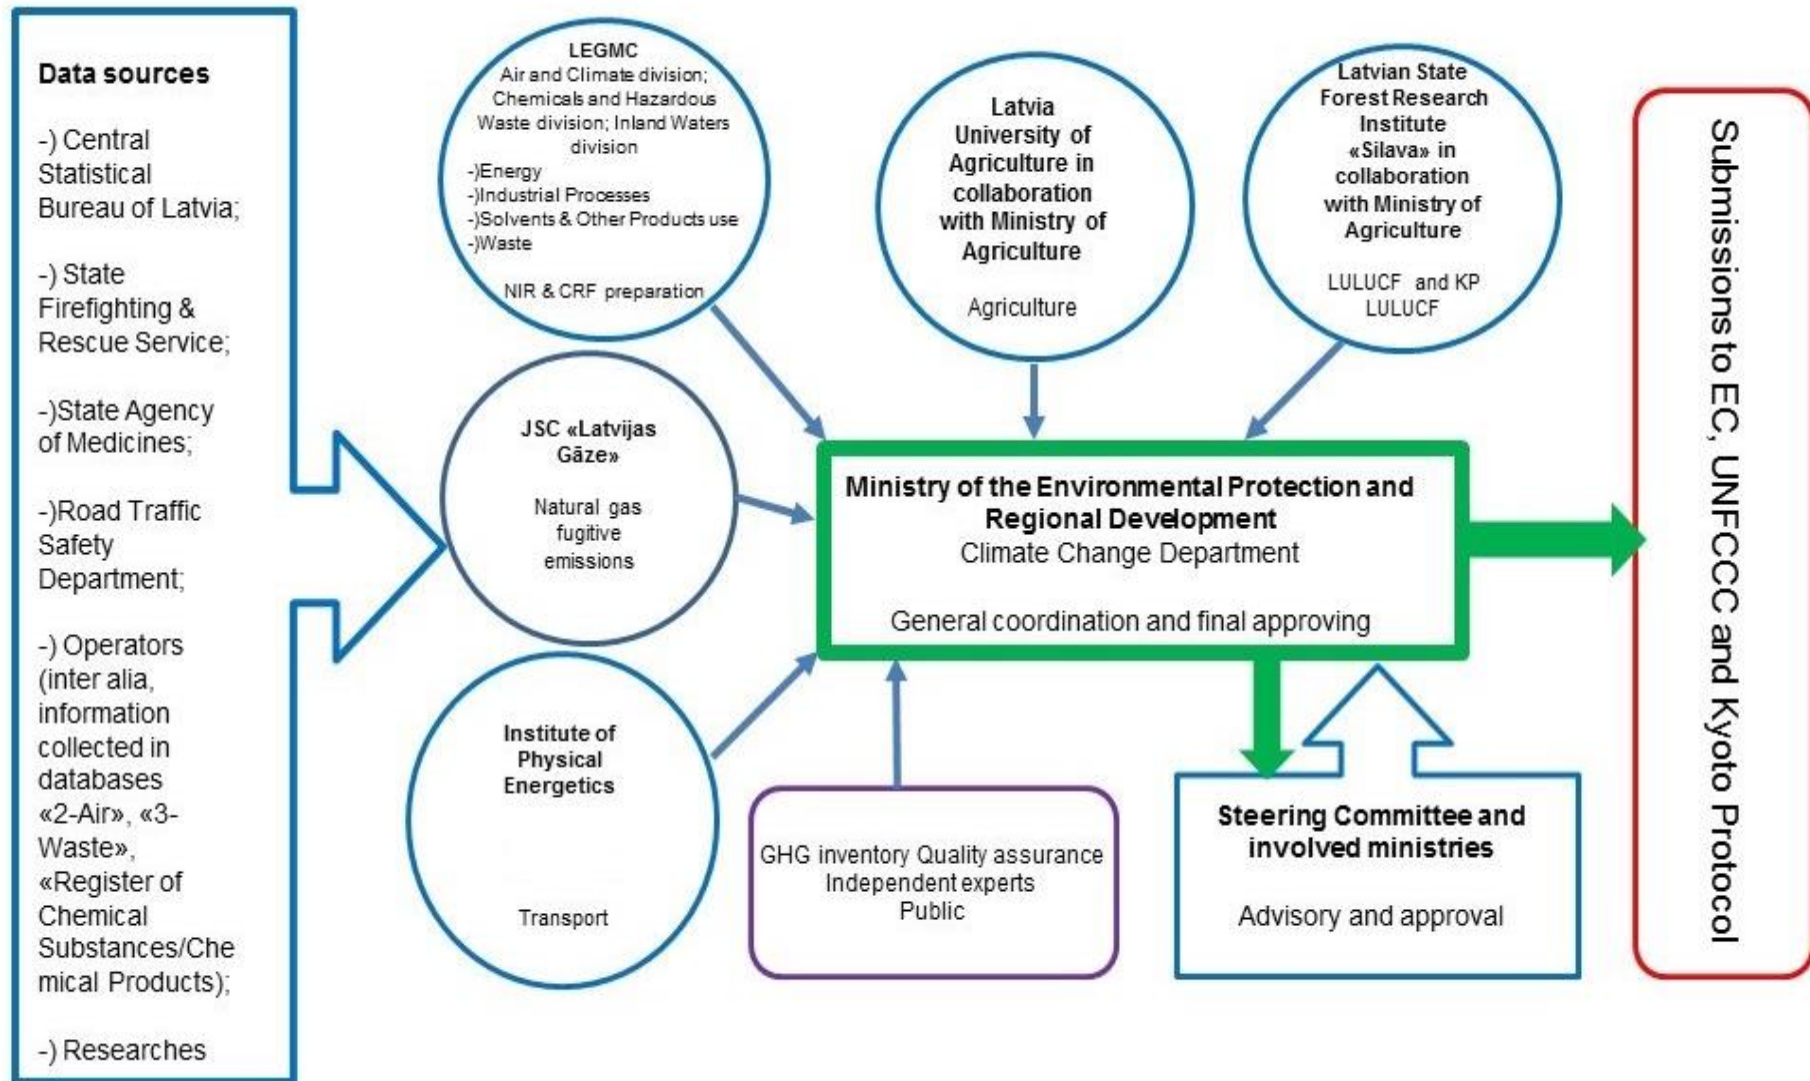 Data sources
-) Central
Statistical
Bureau of Latvia;
-) State
Firefighting &
Rescue Service;
-)State Agency
of Medicines;
-)Road Traffic
Safety
Department;
-) Operators
(inter alia,
information
collected in
databases
«2-Air», «3-
Waste»,
«Register of
Chemical
Substances/Che
mical Products);
-) Researches
LEGMC
Air and Climate division;
Chemicals and Hazardous
Waste division; Inland Waters
division
-)Energy
-)Industrial Processes
-)Solvents & Other Products use
-)Waste
NIR & CRF preparation
Latvia
University of
Agriculture in
collaboration
with Ministry of
Agriculture
Agriculture
Latvian State
Forest Research
Institute
«Silava» in
collaboration
with Ministry of
Agriculture
LULUCF and KP
LULUCF
JSC «Latvijas
Gāze»
Natural gas
fugitive
emissions
Ministry of the Environmental Protection and
Regional Development
Climate Change Department
General coordination and final approving
Institute of
Physical
Energetics
Transport
GHG inventory Quality assurance
Independent experts
Public
Steering Committee and
involved ministries
Advisory and approval
Submissions to EC, UNFCCC and Kyoto Protocol